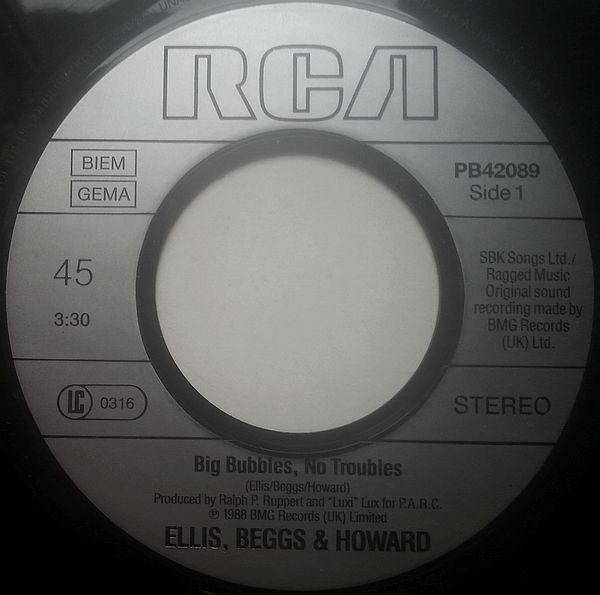 RCA
BIEM
GEMA
PB42089
Side 1
45
3:30
SBK Songs Ltd./
Ragged Music
Original sound
recording made by
BMG Records
(UK) Ltd.
LC 0316
STEREO
Big Bubbles, No Troubles
(Ellis/Beggs/Howard)
Produced by Ralph P. Ruppert and "Luxi" Lux for P.A.R.C.
℗ 1988 BMG Records (UK) Limited
ELLIS, BEGGS & HOWARD